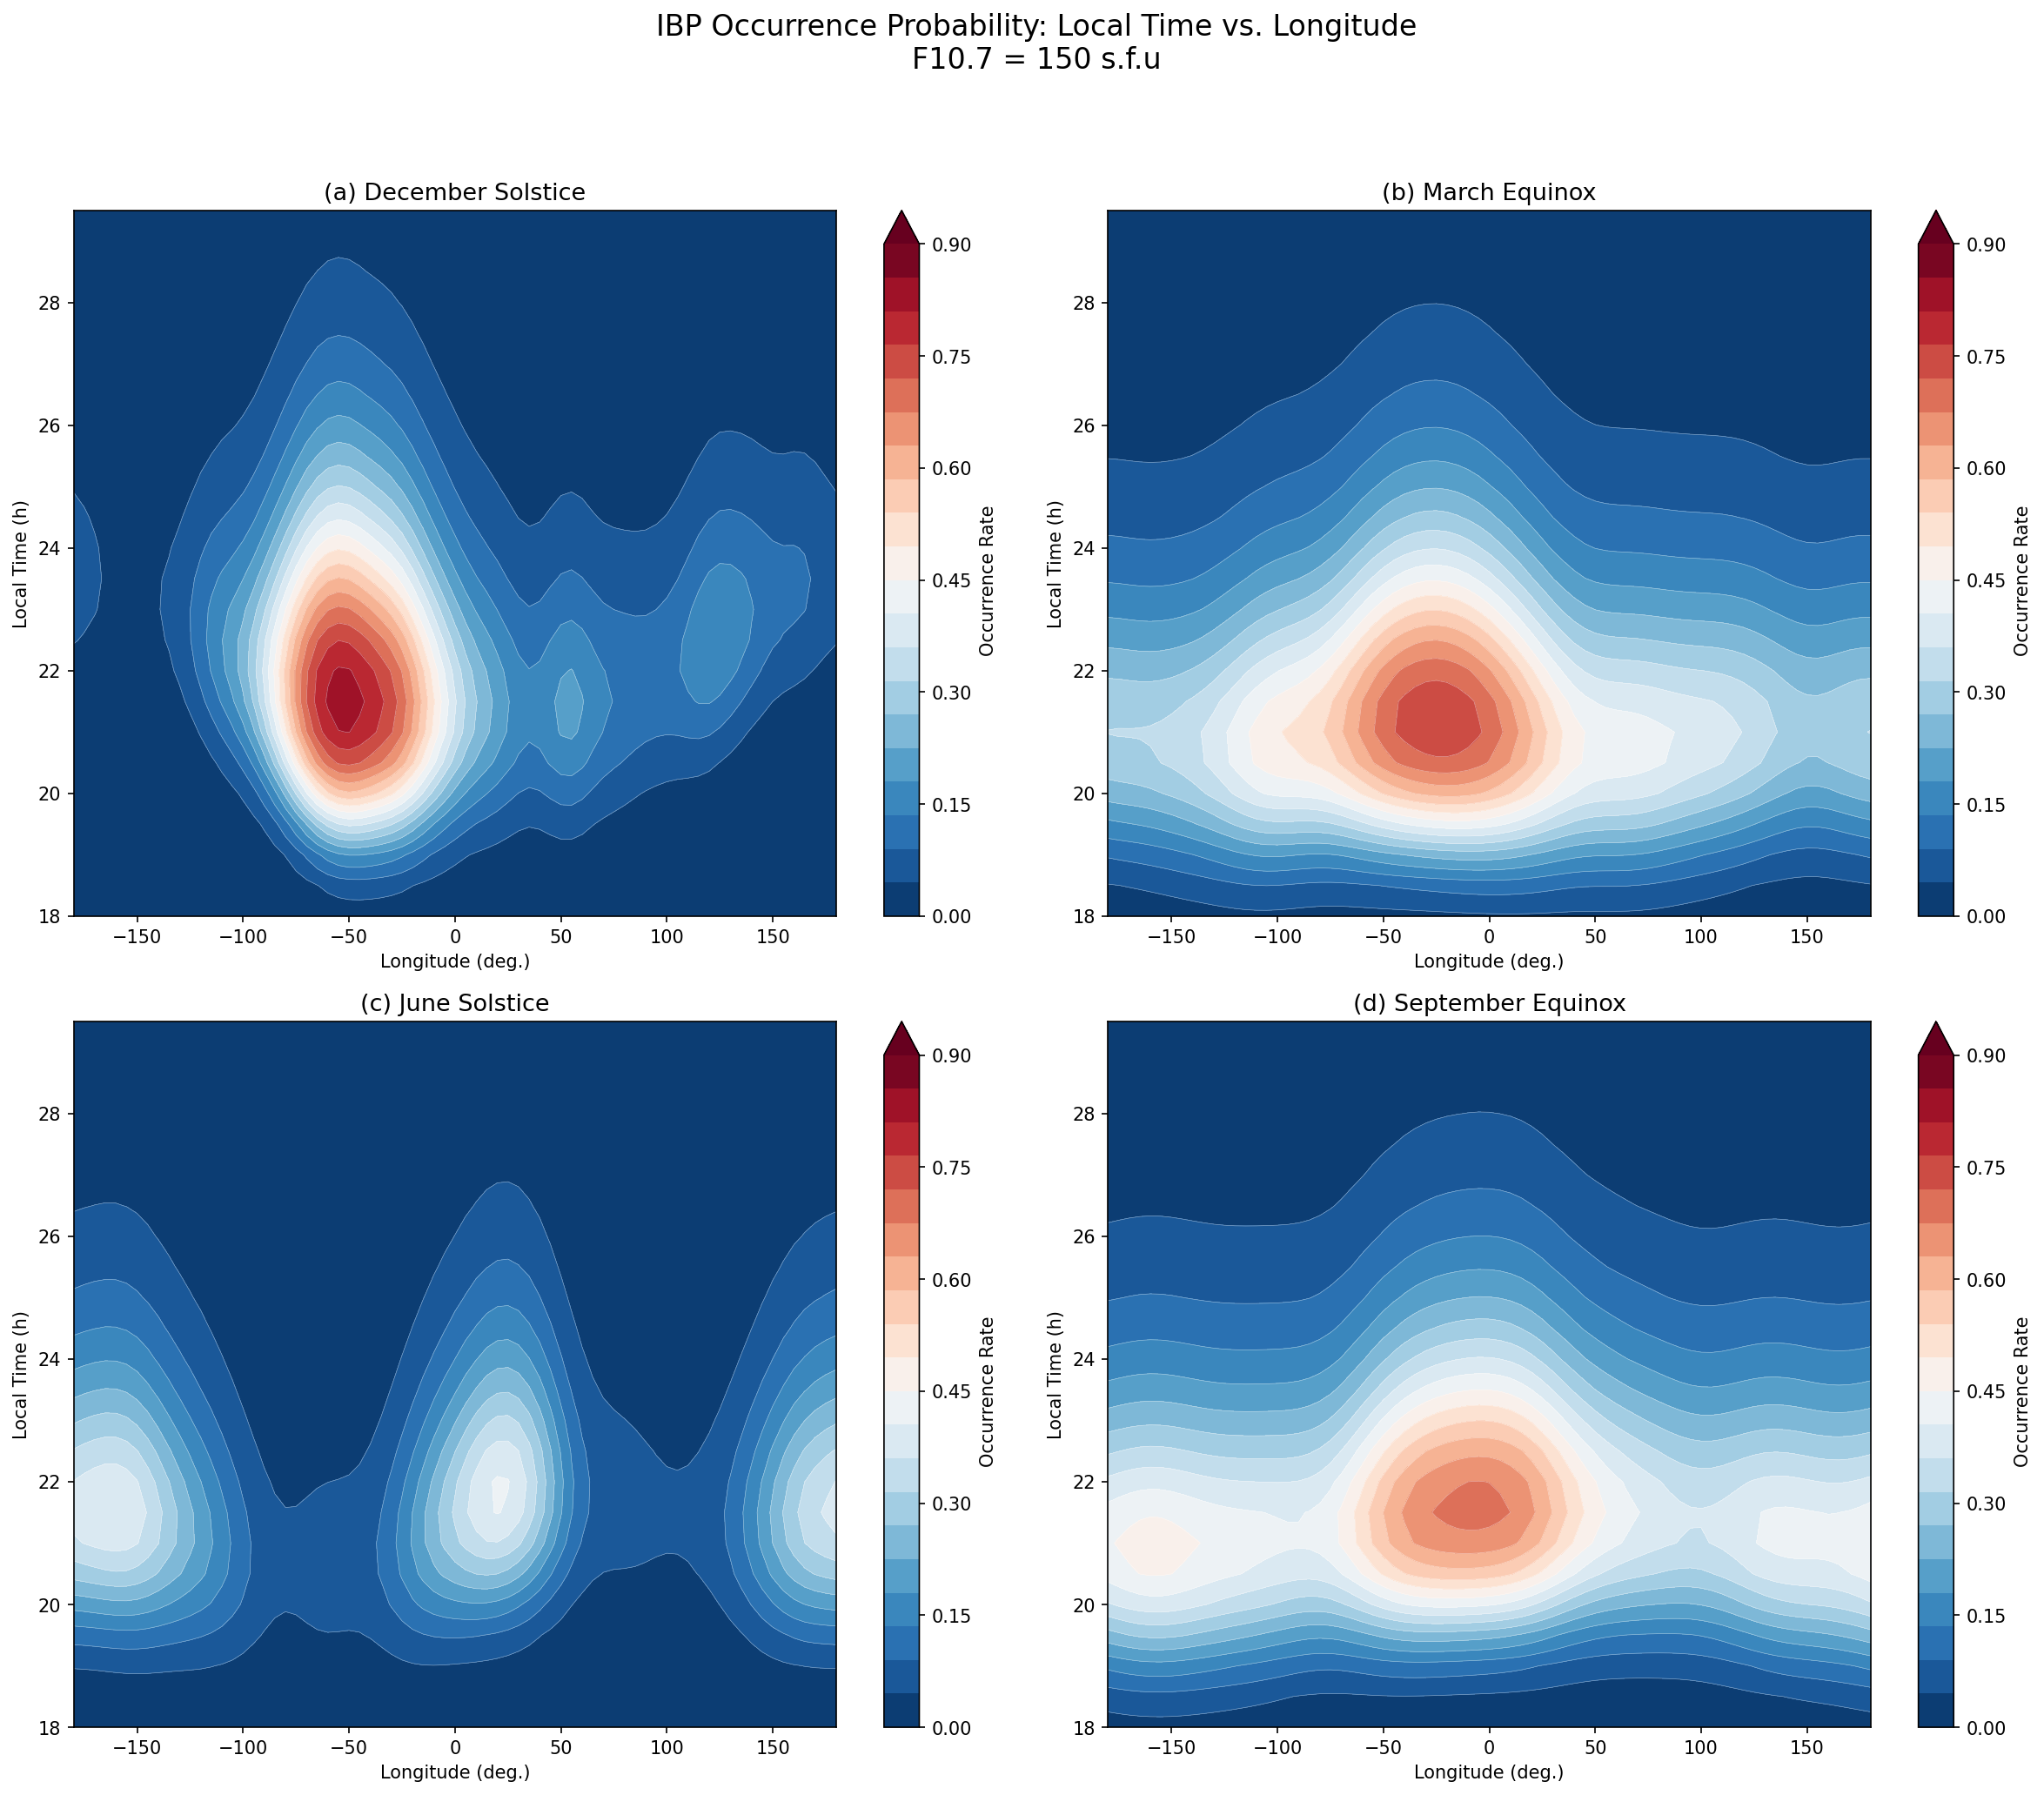 IBP Occurrence Probability: Local Time vs. Longitude
F10.7 = 150 s.f.u
(a) December Solstice
Local Time (h)
28
26
24
22
20
18
−150 −100 −50 0 50 100 150
Longitude (deg.)
0.90
0.75
0.60
0.45
0.30
0.15
0.00
Occurrence Rate
(b) March Equinox
Local Time (h)
28
26
24
22
20
18
−150 −100 −50 0 50 100 150
Longitude (deg.)
0.90
0.75
0.60
0.45
0.30
0.15
0.00
Occurrence Rate
(c) June Solstice
Local Time (h)
28
26
24
22
20
18
−150 −100 −50 0 50 100 150
Longitude (deg.)
0.90
0.75
0.60
0.45
0.30
0.15
0.00
Occurrence Rate
(d) September Equinox
Local Time (h)
28
26
24
22
20
18
−150 −100 −50 0 50 100 150
Longitude (deg.)
0.90
0.75
0.60
0.45
0.30
0.15
0.00
Occurrence Rate